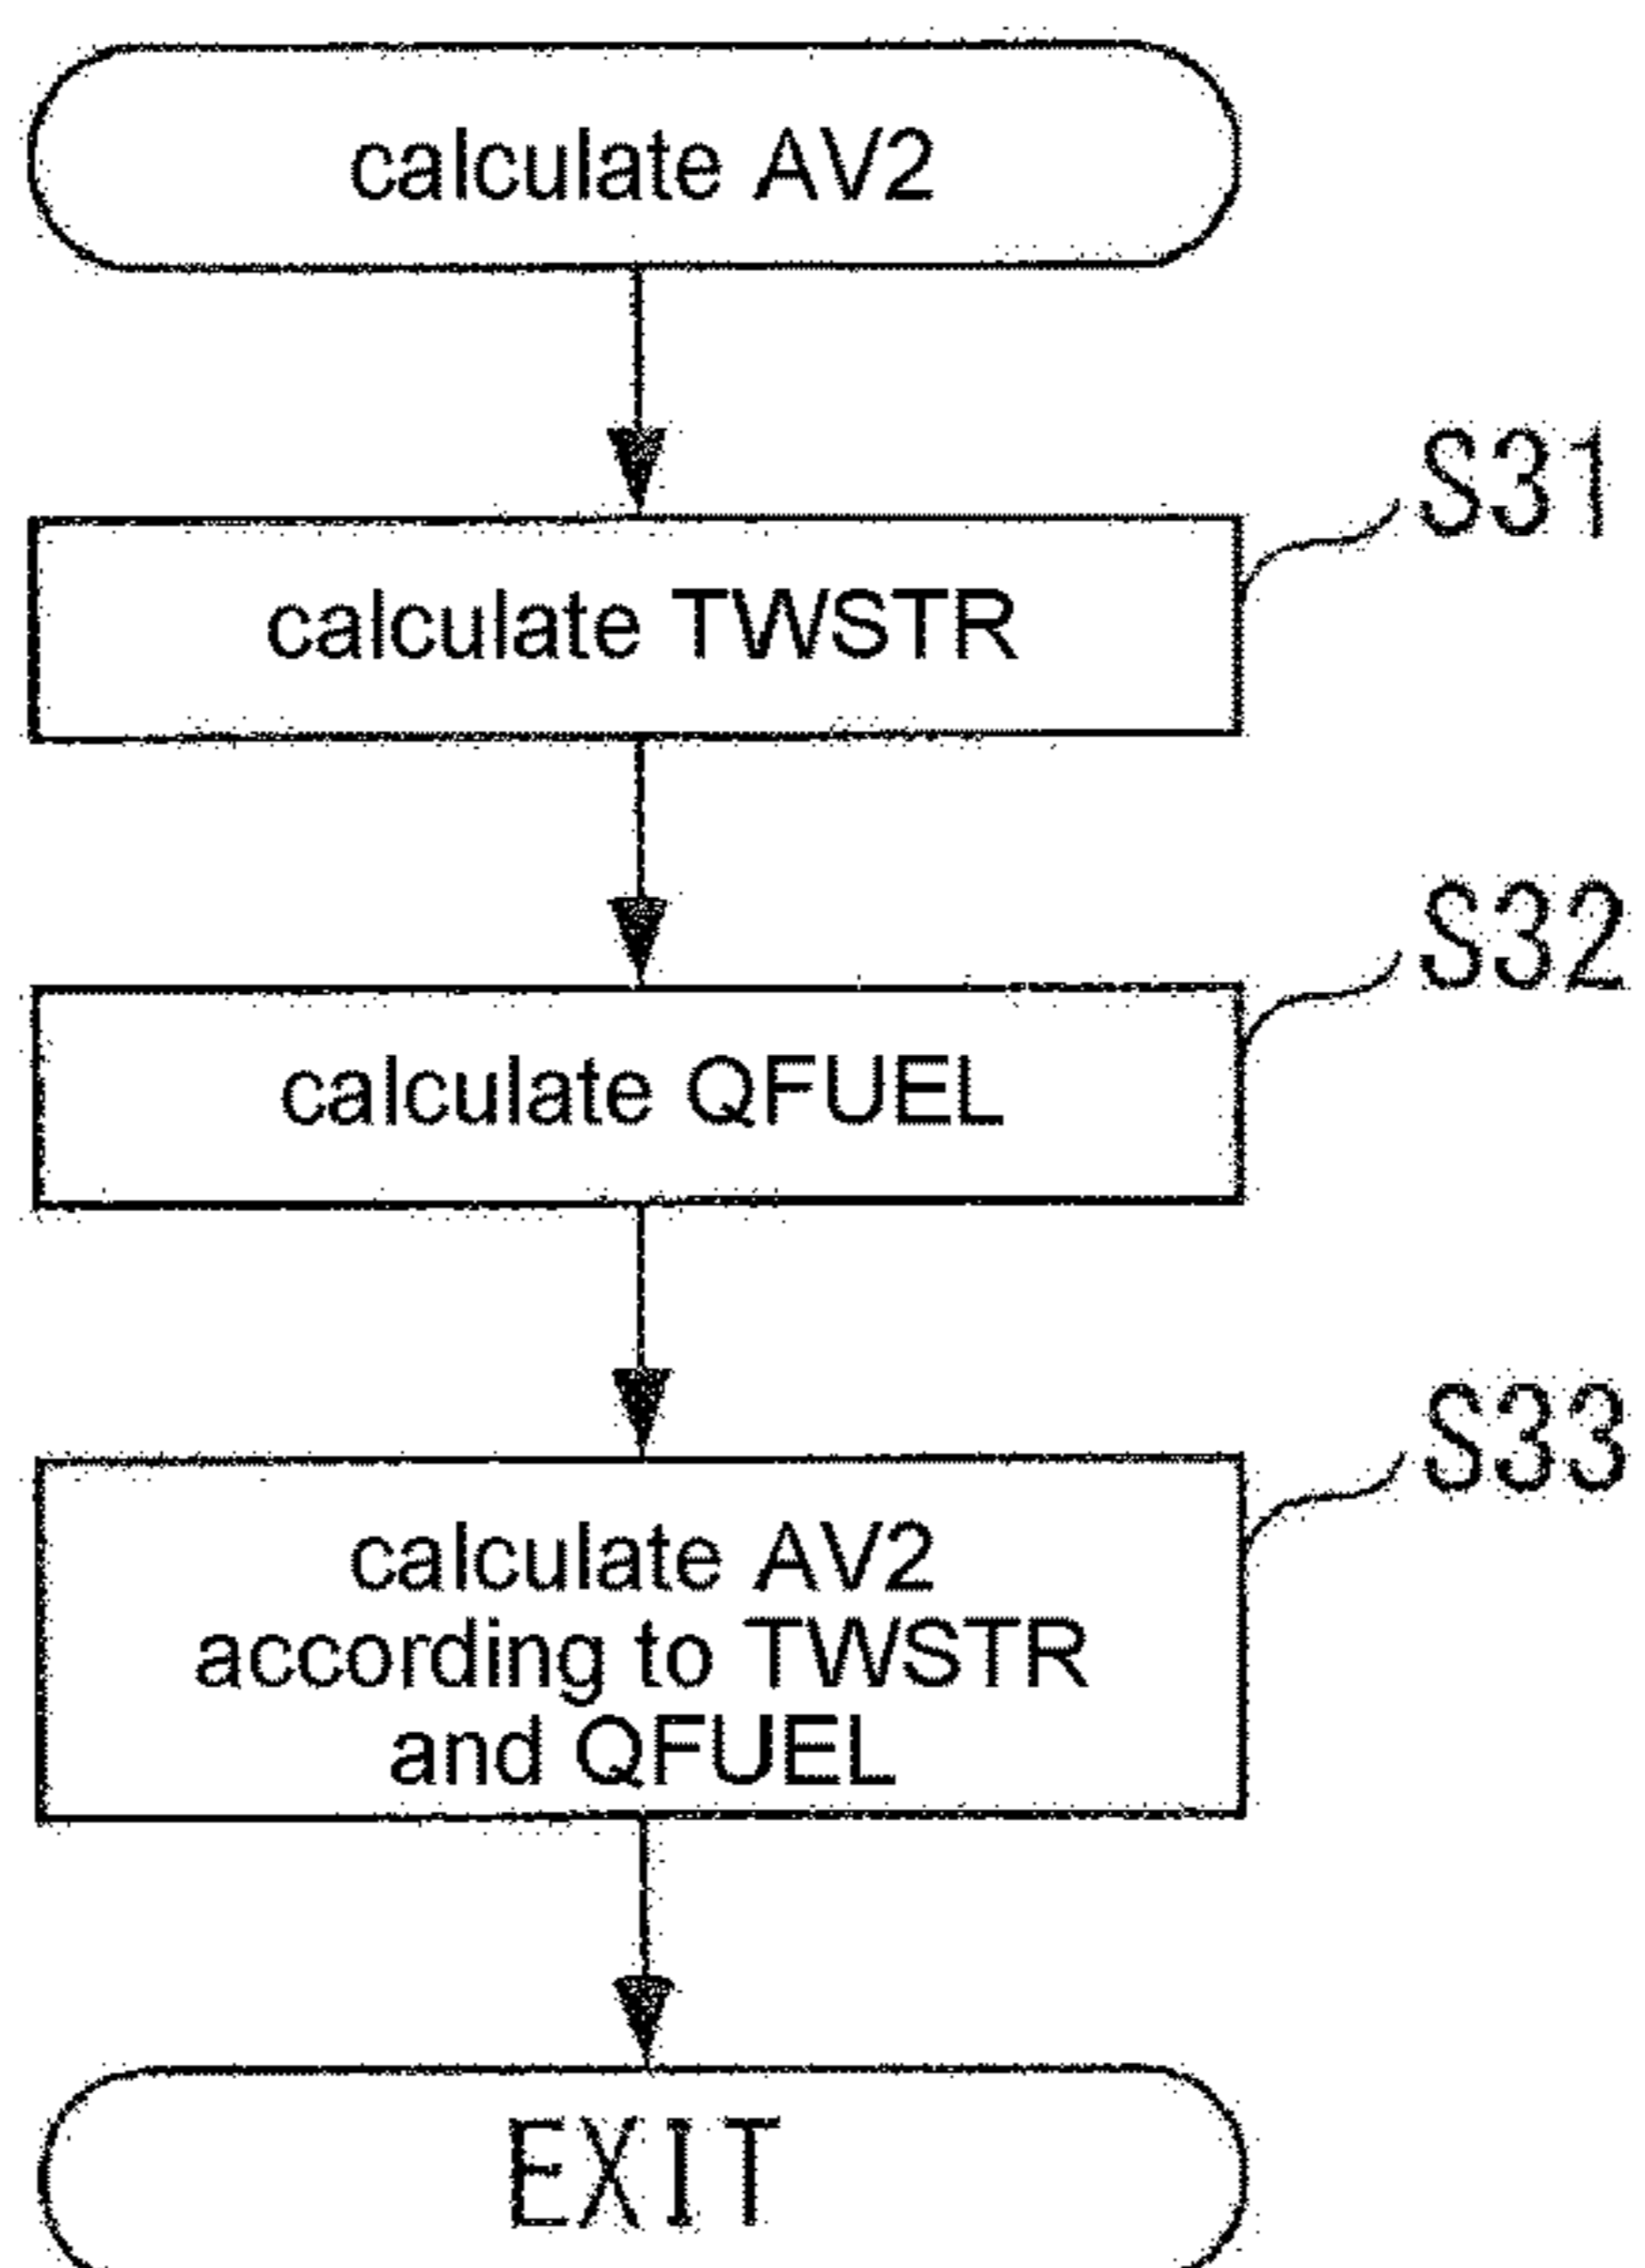 calculate AV2
S31
calculate TWSTR
S32
calculate QFUEL
S33
calculate AV2
according to TWSTR
and QFUEL
EXIT